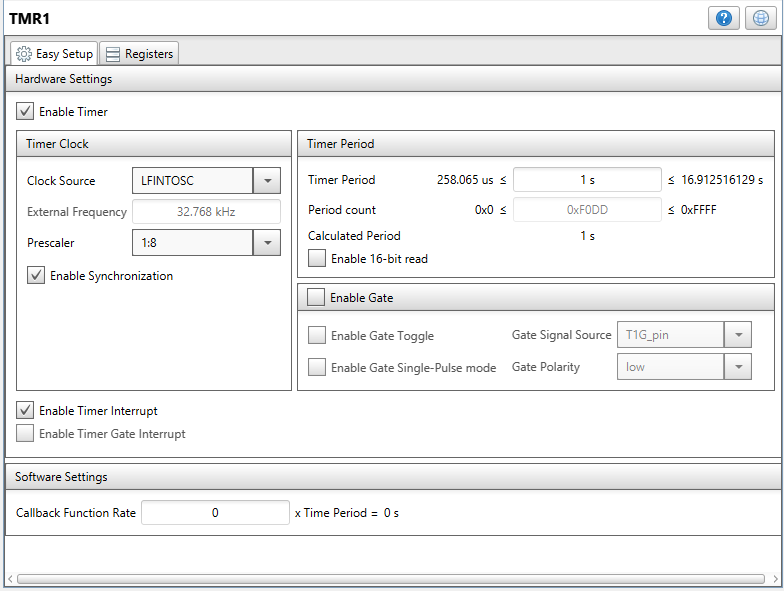 TMR1
Easy Setup Registers
Hardware Settings
Enable Timer
Timer Clock
Clock Source LFINTOSC
External Frequency 32.768 kHz
Prescaler 1:8
Enable Synchronization
Timer Period
Timer Period 258.065 us ≤ 1 s ≤ 16.912516129 s
Period count 0x0 ≤ 0xF0DD ≤ 0xFFFF
Calculated Period 1 s
Enable 16-bit read
Enable Gate
Enable Gate Toggle Gate Signal Source T1G_pin
Enable Gate Single-Pulse mode Gate Polarity low
Enable Timer Interrupt
Enable Timer Gate Interrupt
Software Settings
Callback Function Rate 0 x Time Period = 0 s